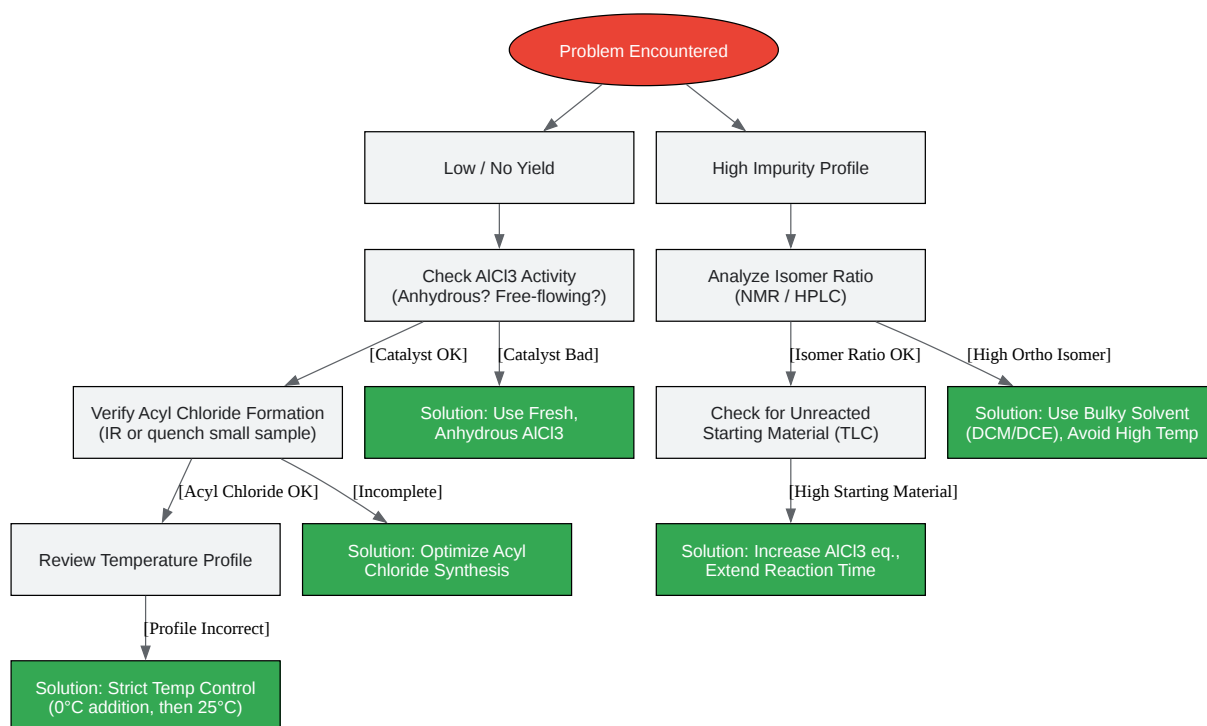 Problem Encountered
Low / No Yield
High Impurity Profile
Check AlCl3 Activity
(Anhydrous? Free-flowing?)
Analyze Isomer Ratio
(NMR / HPLC)
[Catalyst OK]
[Catalyst Bad]
[Isomer Ratio OK]
[High Ortho Isomer]
Verify Acyl Chloride Formation
(IR or quench small sample)
Solution: Use Fresh,
Anhydrous AlCl3
Check for Unreacted
Starting Material (TLC)
Solution: Use Bulky Solvent
(DCM/DCE), Avoid High Temp
[Acyl Chloride OK]
[Incomplete]
[High Starting Material]
Review Temperature Profile
Solution: Optimize Acyl
Chloride Synthesis
Solution: Increase AlCl3 eq.,
Extend Reaction Time
[Profile Incorrect]
Solution: Strict Temp Control
(0°C addition, then 25°C)